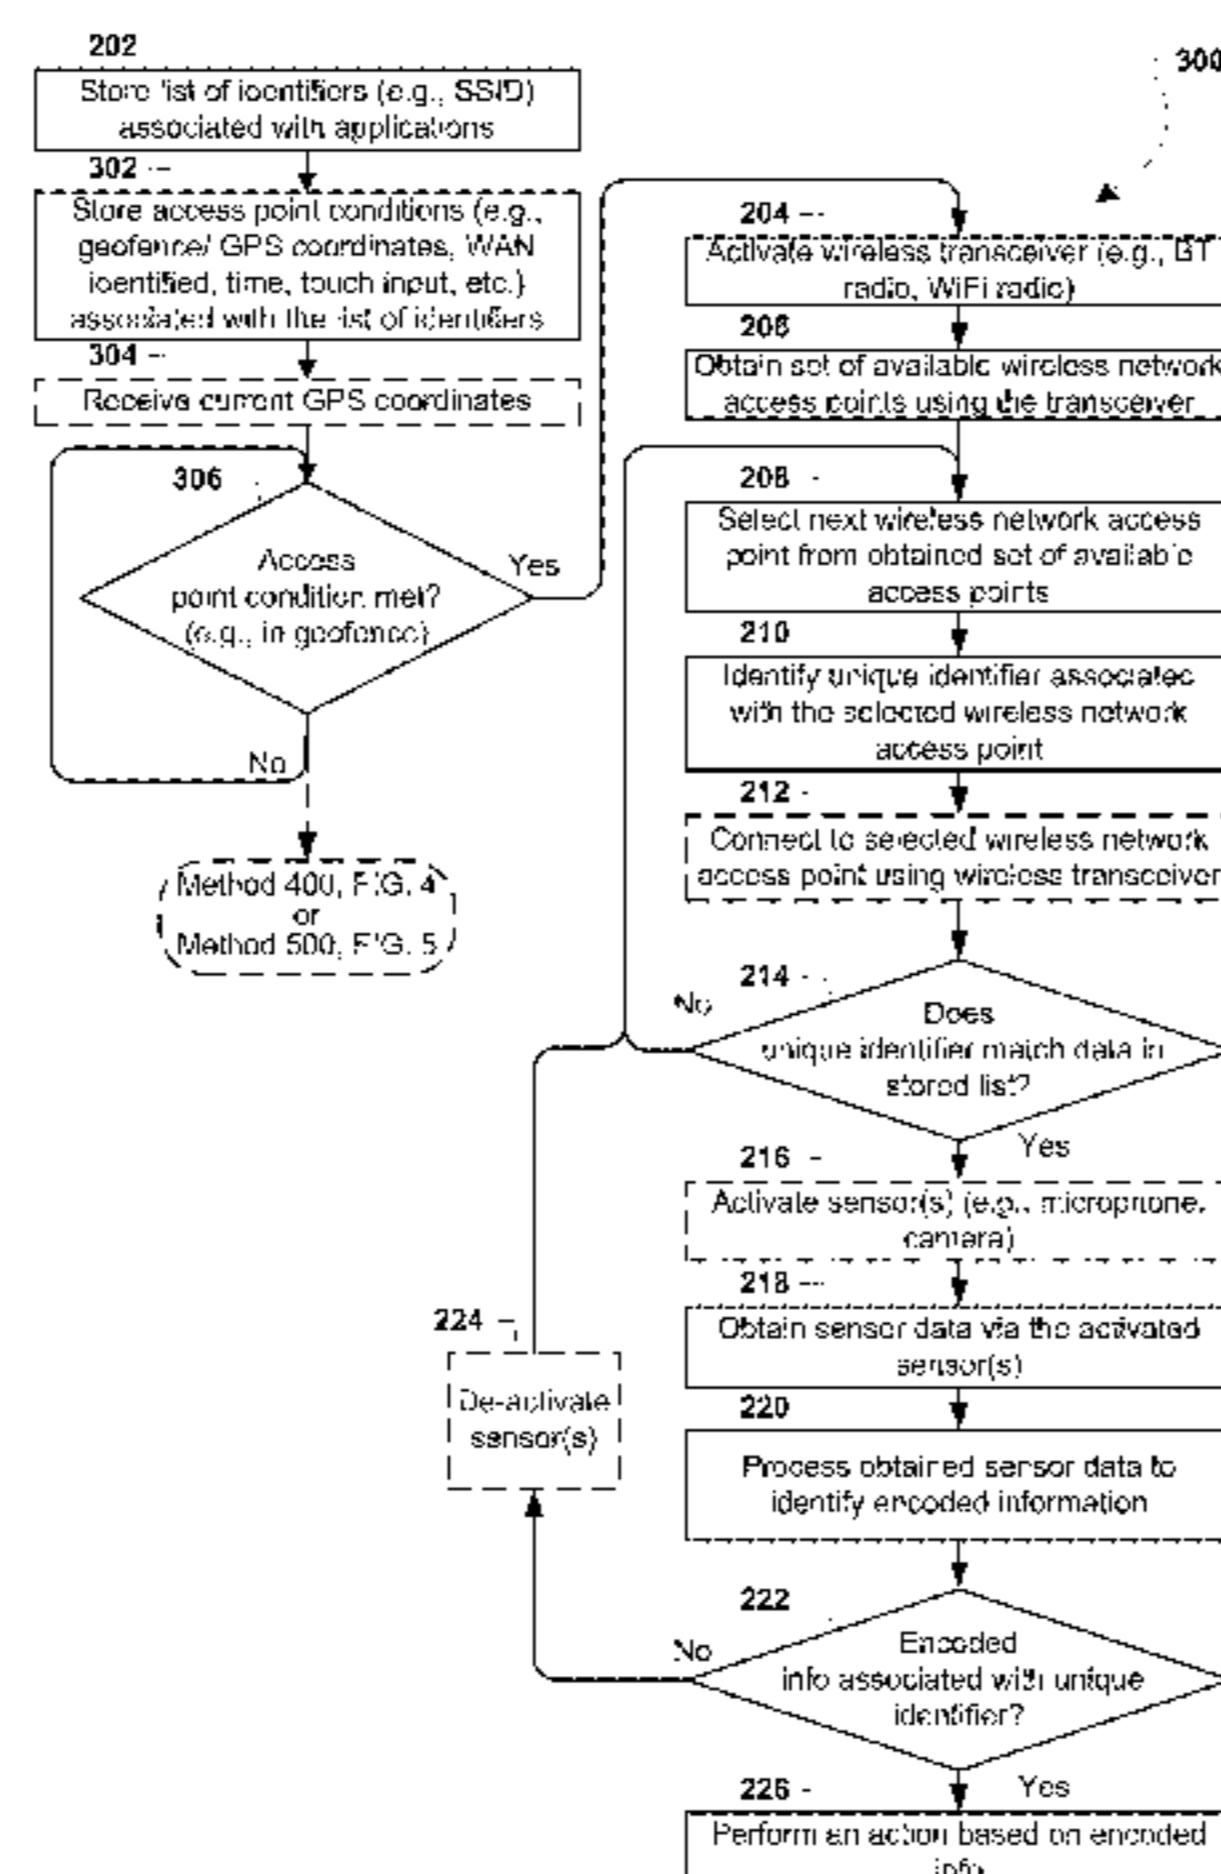 202
Store list of identifiers (e.g., SSID)
associated with applications
302
Store access point conditions (e.g.,
geofence/ GPS coordinates, WAN
identified, time, touch input, etc.)
associated with the list of identifiers
304
Receive current GPS coordinates
306
Access
point condition met?
(e.g., in geofence)
Yes
No
Method 400, FIG. 4
or
Method 500, FIG. 5
300
204
Activate wireless transceiver (e.g., BT
radio, WiFi radio)
206
Obtain set of available wireless network
access points using the transceiver
208
Select next wireless network access
point from obtained set of available
access points
210
Identify unique identifier associated
with the selected wireless network
access point
212
Connect to selected wireless network
access point using wireless transceiver
214
No
Does
unique identifier match data in
stored list?
Yes
216
Activate sensor(s) (e.g., microphone,
camera)
218
Obtain sensor data via the activated
sensor(s)
224
De-activate
sensor(s)
220
Process obtained sensor data to
identify encoded information
222
No
Encoded
info associated with unique
identifier?
Yes
226
Perform an action based on encoded
info